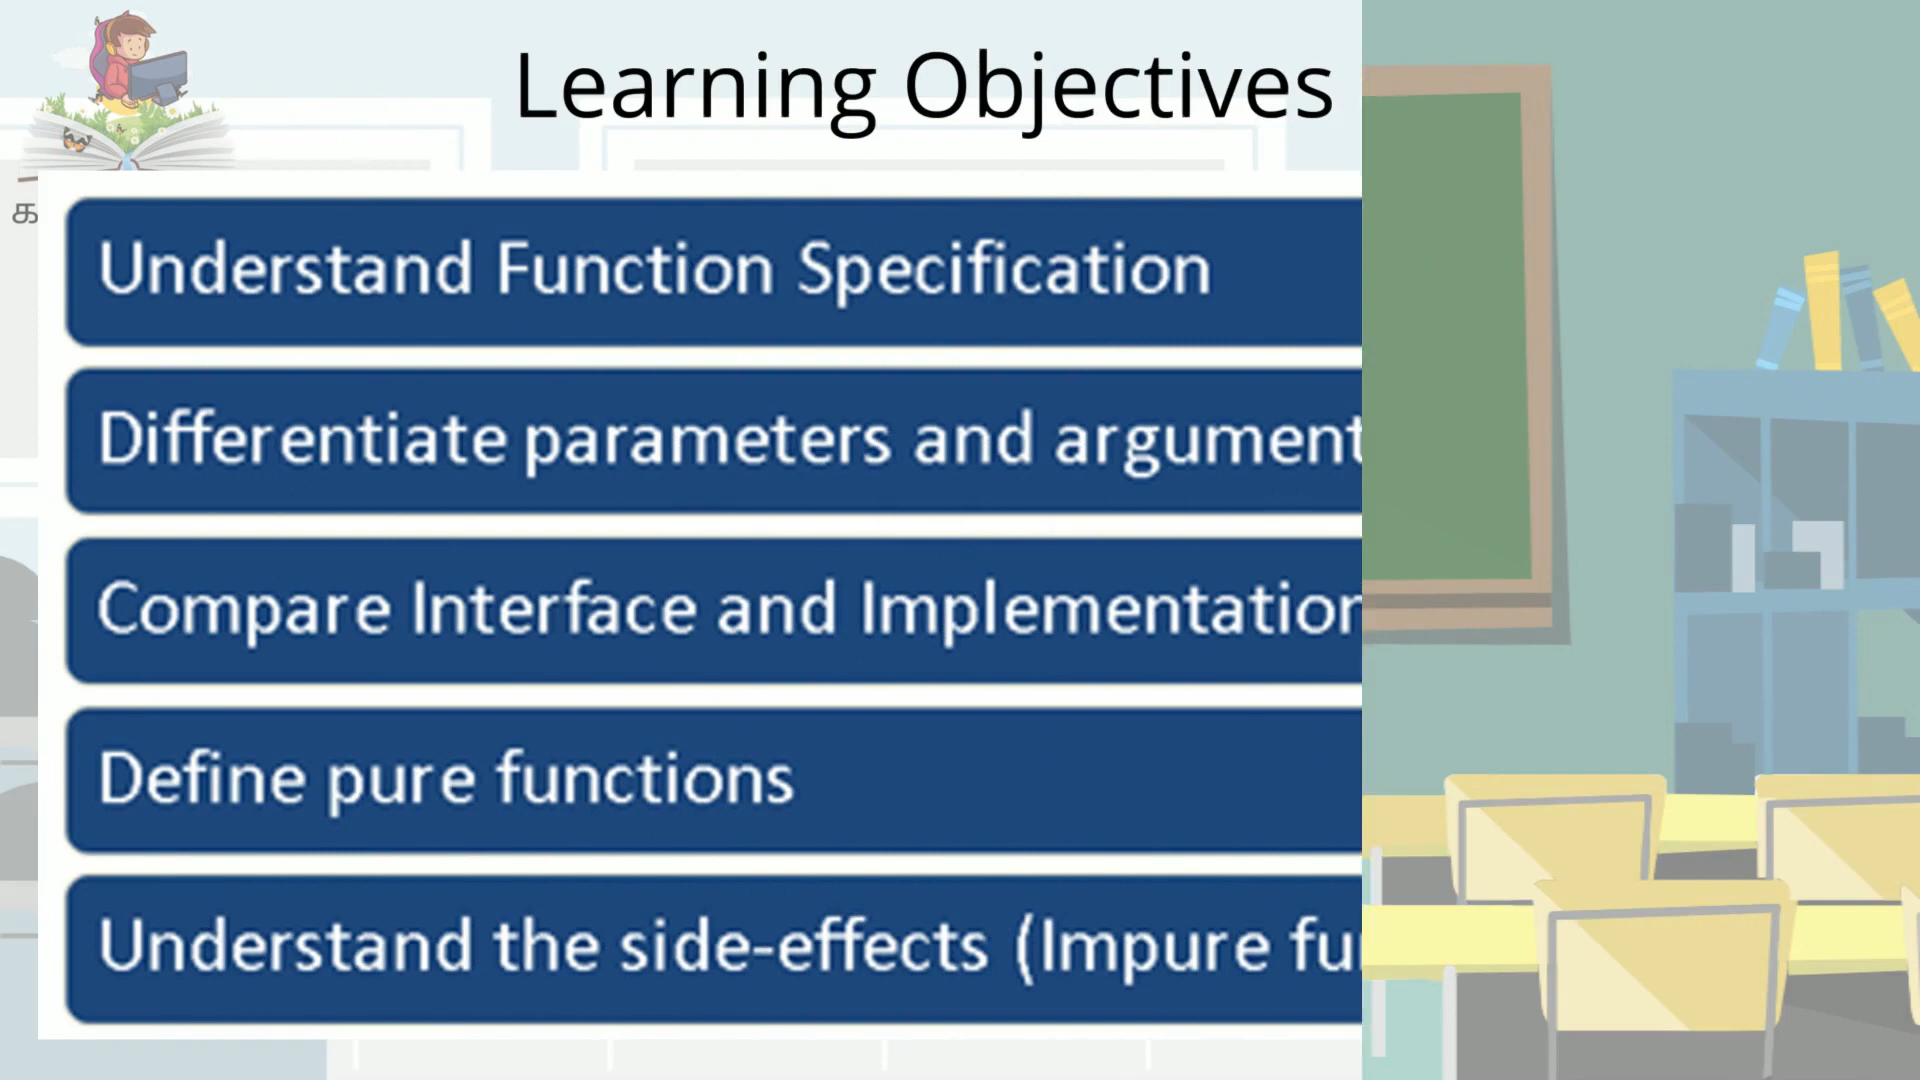 Learning Objectives
க
Understand Function Specification
Differentiate parameters and argument
Compare Interface and Implementation
Define pure functions
Understand the side-effects (Impure